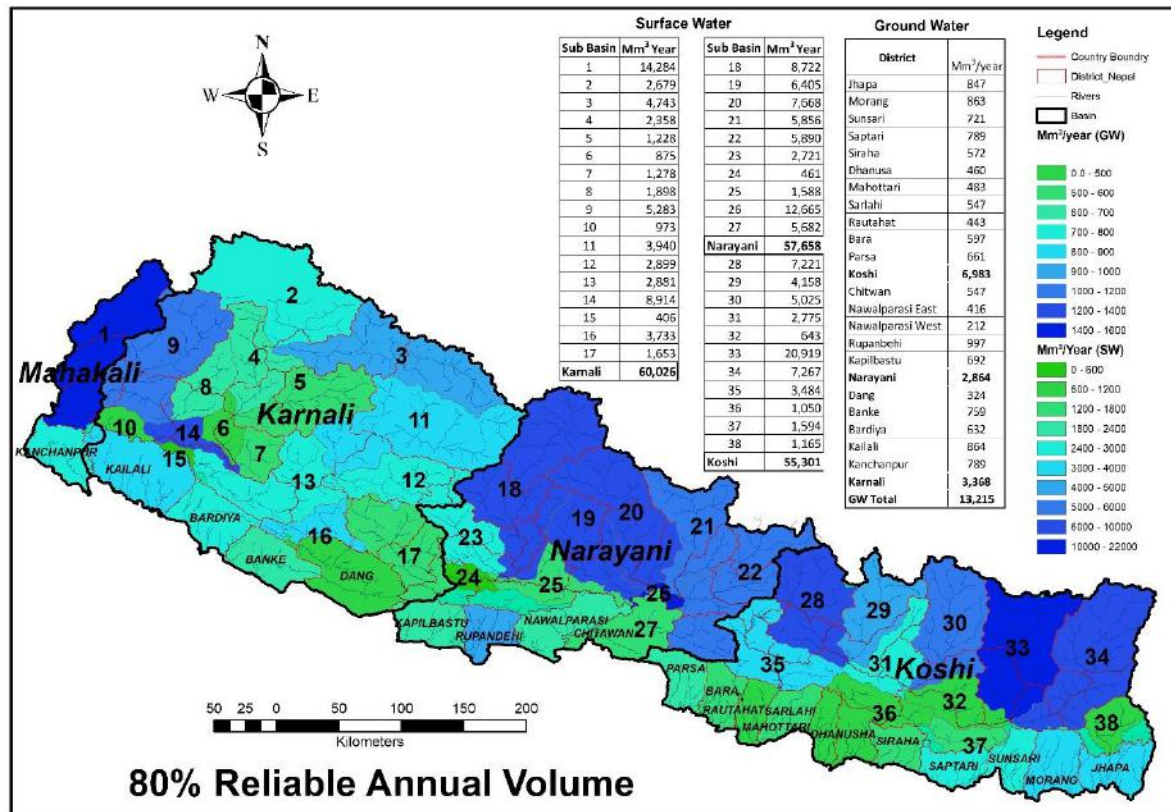 Surface Water
Sub Basin Mm³ Year
1 14,284
2 2,679
3 4,743
4 2,358
5 1,228
6 875
7 1,278
8 1,898
9 5,283
10 973
11 3,940
12 2,899
13 2,881
14 8,914
15 406
16 3,733
17 1,653
Karnali 60,026
Sub Basin Mm³ Year
18 8,722
19 6,405
20 7,668
21 5,856
22 5,890
23 2,721
24 461
25 1,588
26 12,665
27 5,682
Narayani 57,658
28 7,221
29 4,158
30 5,025
31 2,775
32 643
33 20,919
34 7,267
35 3,484
36 1,050
37 1,594
38 1,165
Koshi 55,301
Ground Water
District Mm³/year
Jhapa 847
Morang 863
Sunsari 721
Saptari 789
Siraha 572
Dhanusa 460
Mahottari 483
Sarlahi 547
Rautahat 443
Bara 597
Parsa 661
Koshi 6,983
Chitwan 547
Nawalparasi East 416
Nawalparasi West 212
Rupanbehi 997
Kapilbastu 692
Narayani 2,864
Dang 324
Banke 759
Bardiya 632
Kailali 864
Kanchanpur 789
Karnali 3,368
GW Total 13,215
Legend
Country Boundry
District_Nepal
Rivers
Basin
Mm³/year (GW)
0.0 - 500
500 - 600
600 - 700
700 - 800
800 - 900
900 - 1000
1000 - 1200
1200 - 1400
1400 - 1600
Mm³/Year (SW)
0 - 600
600 - 1200
1200 - 1800
1800 - 2400
2400 - 3000
3000 - 4000
4000 - 5000
5000 - 6000
6000 - 10000
10000 - 22000
N
W E
S
2
1
9
3
4
Mahakali
8
5
Karnali
11
10
14
6
7
KANCHANPUR
KAILALI
15
13
12
18
19
20
21
BARDIYA
16
23
Narayani
BANKE
DANG
17
24
25
22
26
28
29
30
33
34
KAPILBASTU
RUPANDEHI
NAWALPARASI
CHITAWAN
27
35
31
Koshi
PARSA
BARA
RAUTAHAT
SARLAHI
MAHOTTARI
36
32
38
DHANUSHA
SIRAHA
37
SAPTARI
SUNSARI
MORANG
JHAPA
50 25 0 50 100 150 200
Kilometers
80% Reliable Annual Volume